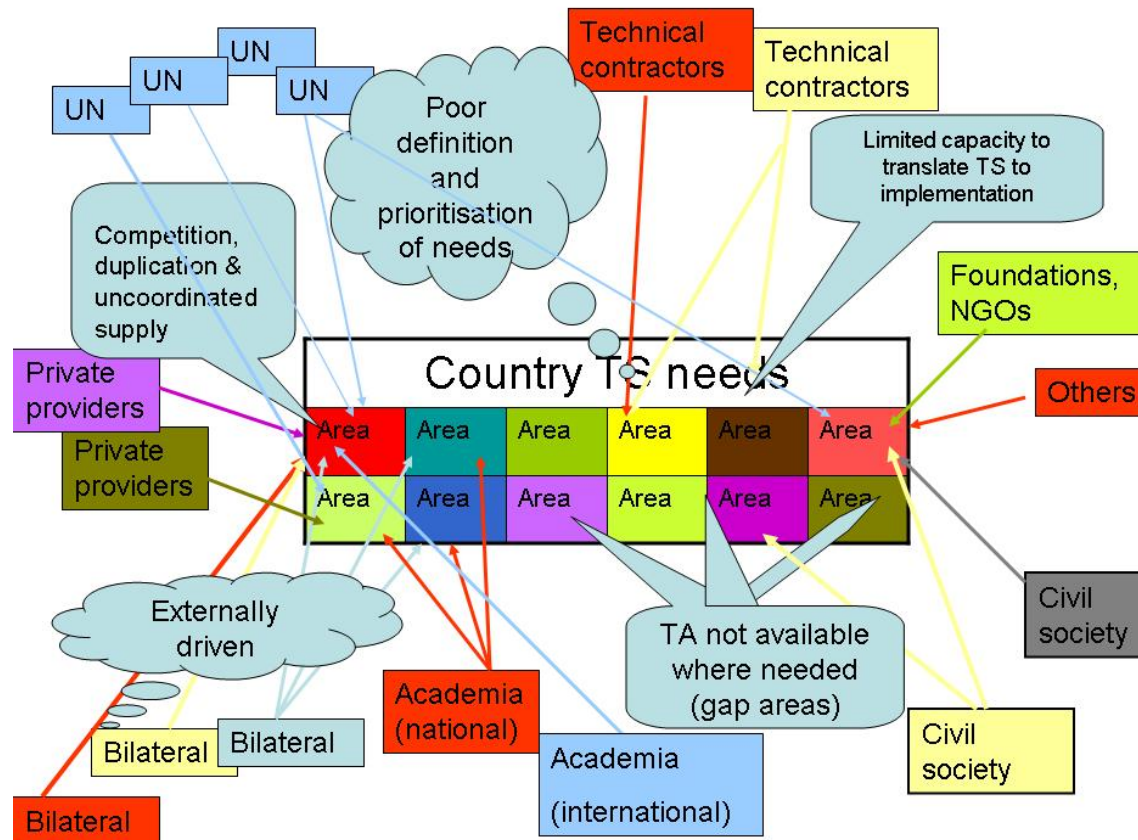 UN
UN
UN
UN
Technical
contractors
Technical
contractors
Poor
definition
and
prioritisation
of needs
Limited capacity to
translate TS to
implementation
Competition,
duplication &
uncoordinated
supply
Foundations,
NGOs
Private
providers
Country TS needs
Others
Private
providers
Area
Area
Area
Area
Area
Area
Area
Area
Area
Area
Area
Area
Externally
driven
TA not available
where needed
(gap areas)
Civil
society
Academia
(national)
Bilateral
Bilateral
Academia
(international)
Civil
society
Bilateral